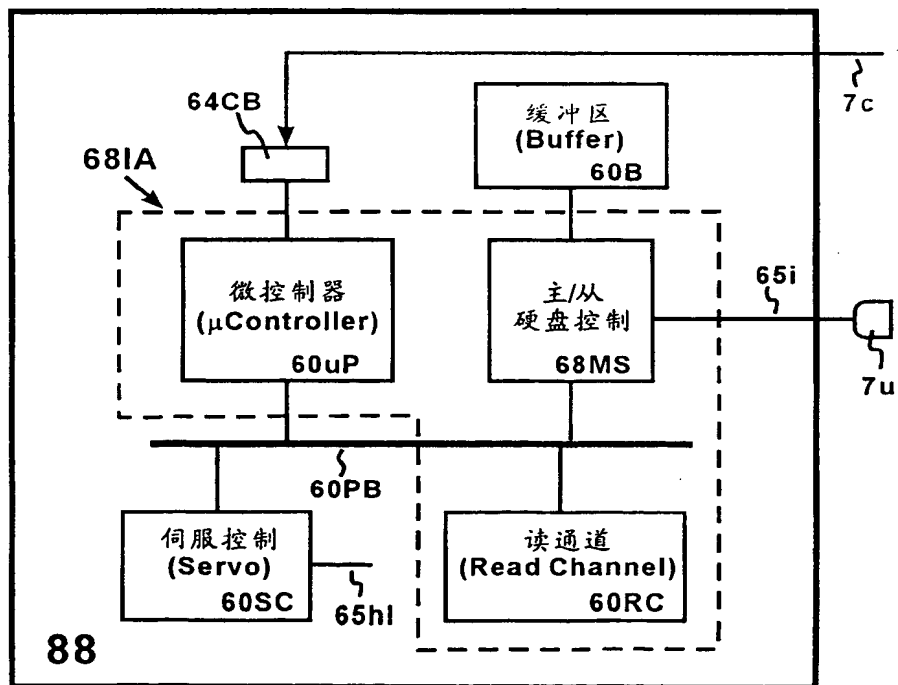 7c
64CB
缓冲区
(Buffer)
60B
68IA
微控制器
(μController)
60uP
主/从
硬盘控制
68MS
65i
7u
60PB
伺服控制
(Servo)
60SC
65hl
读通道
(Read Channel)
60RC
88